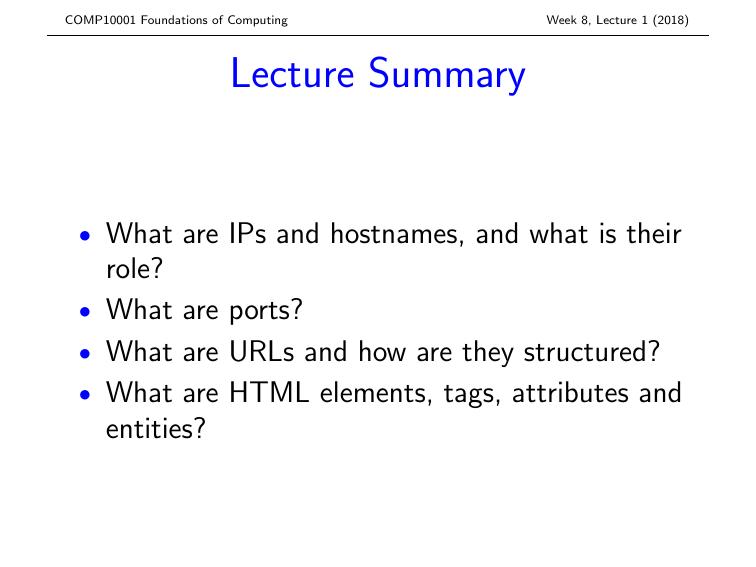 COMP10001 Foundations of Computing
Week 8, Lecture 1 (2018)
Lecture Summary
• What are IPs and hostnames, and what is their
role?
• What are ports?
• What are URLs and how are they structured?
• What are HTML elements, tags, attributes and
entities?